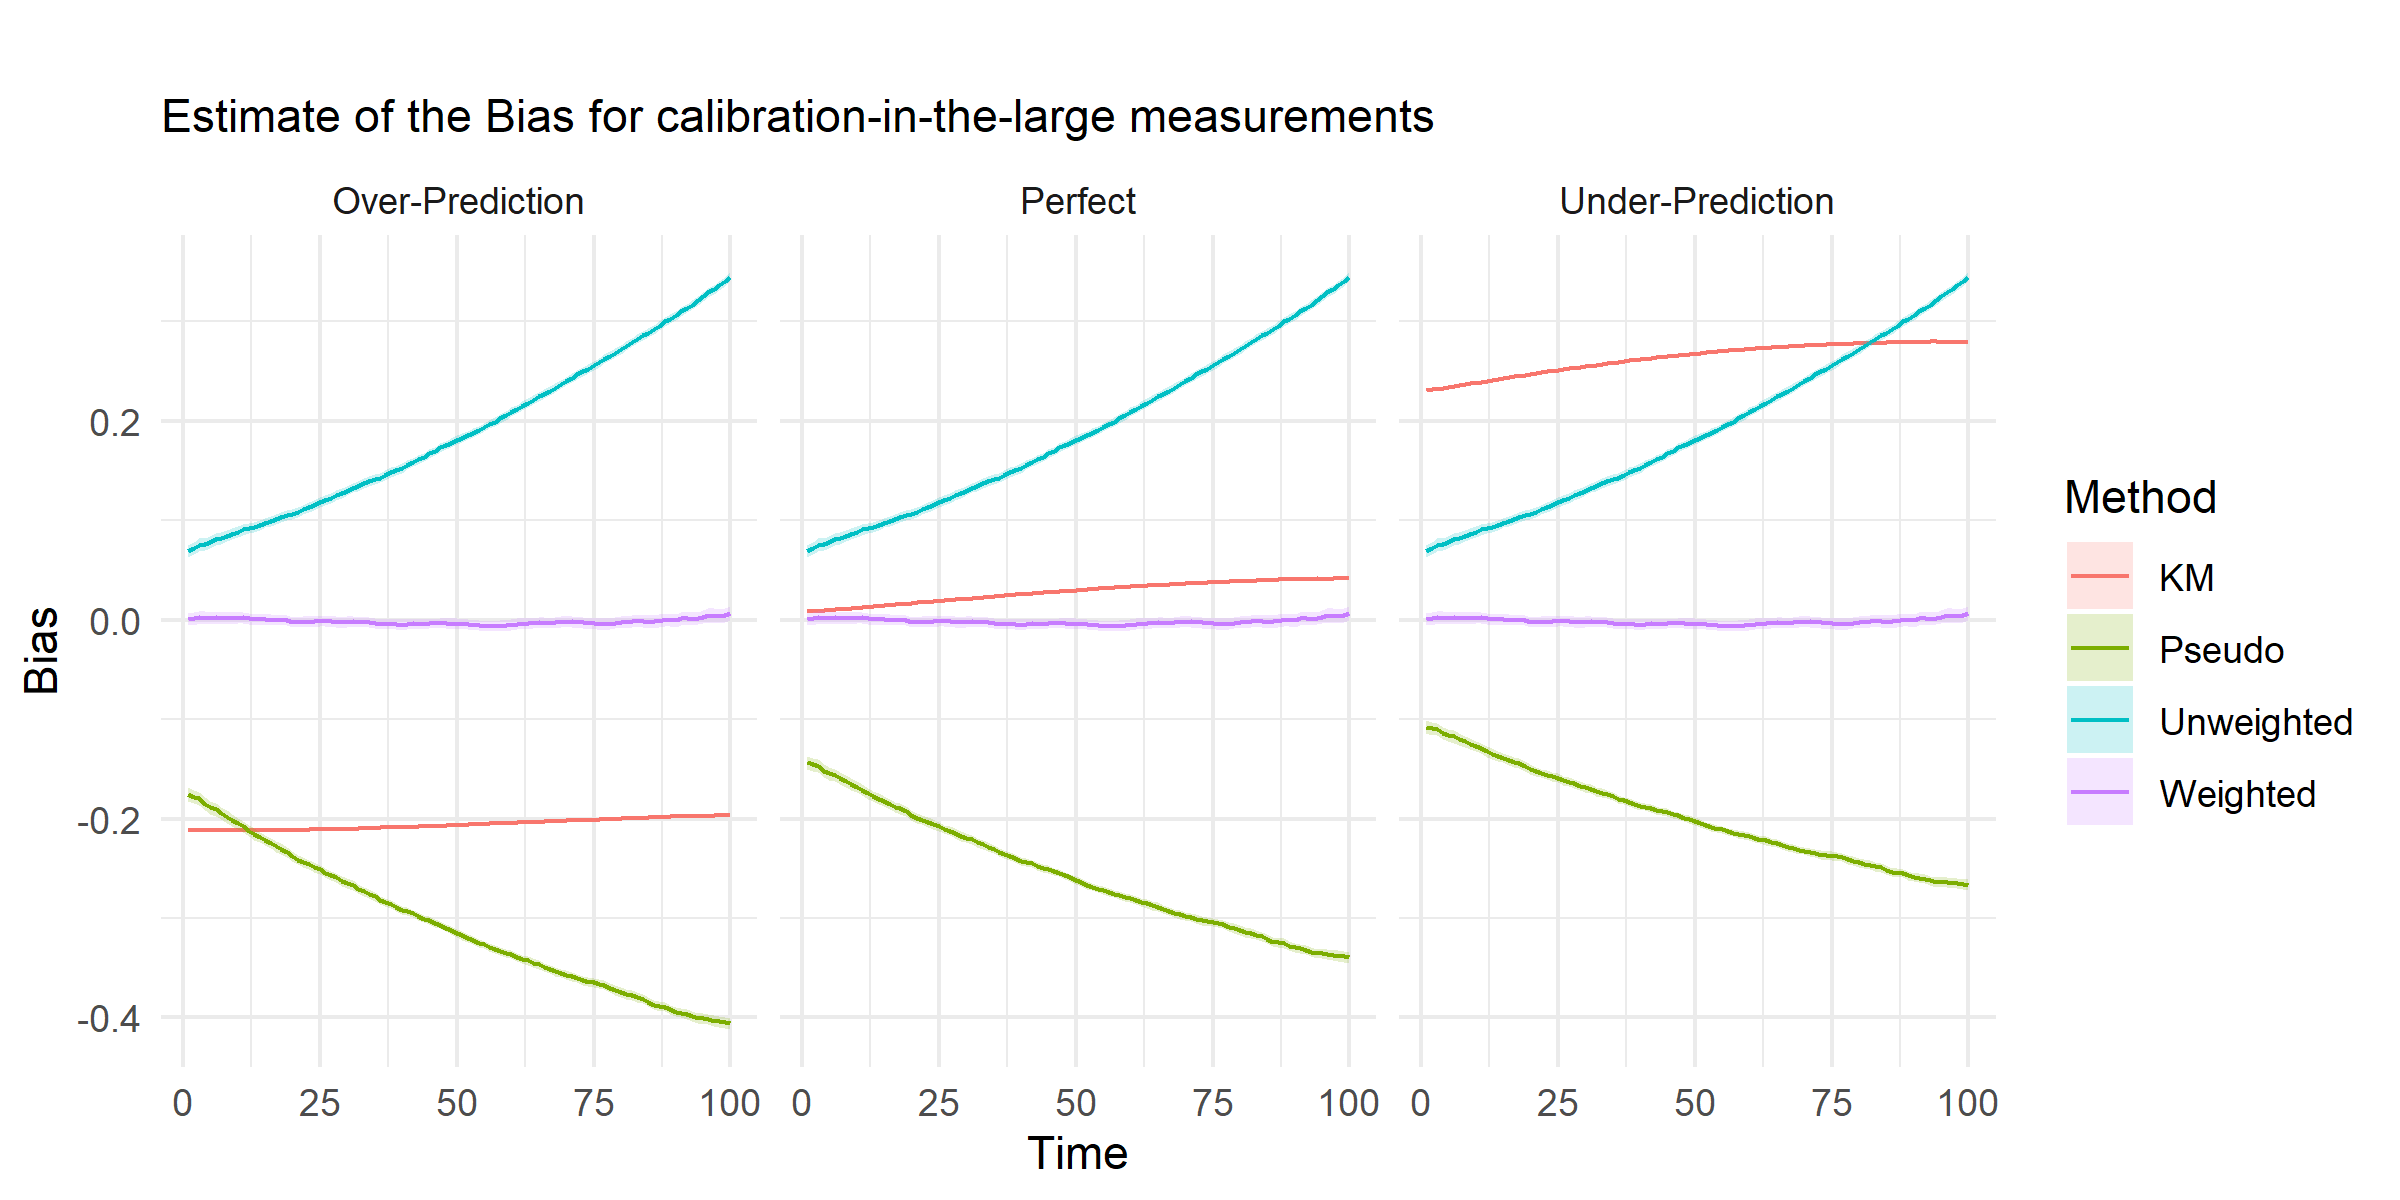 Estimate of the Bias for calibration-in-the-large measurements
Over-Prediction Perfect Under-Prediction
0.2
0.0
-0.2
-0.4
Bias
0 25 50 75 100 0 25 50 75 100 0 25 50 75 100
Time
Method
KM
Pseudo
Unweighted
Weighted